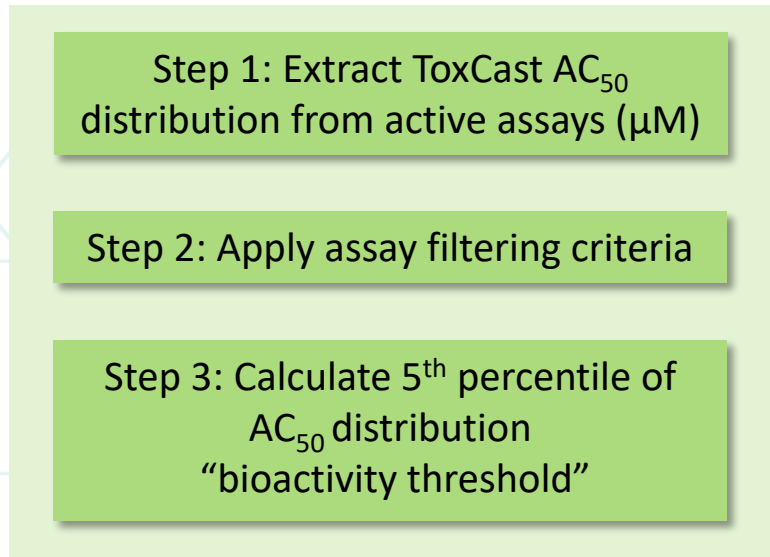 Step 1: Extract ToxCast AC₅₀
distribution from active assays (µM)
Step 2: Apply assay filtering criteria
Step 3: Calculate 5ᵗʰ percentile of
AC₅₀ distribution
“bioactivity threshold”